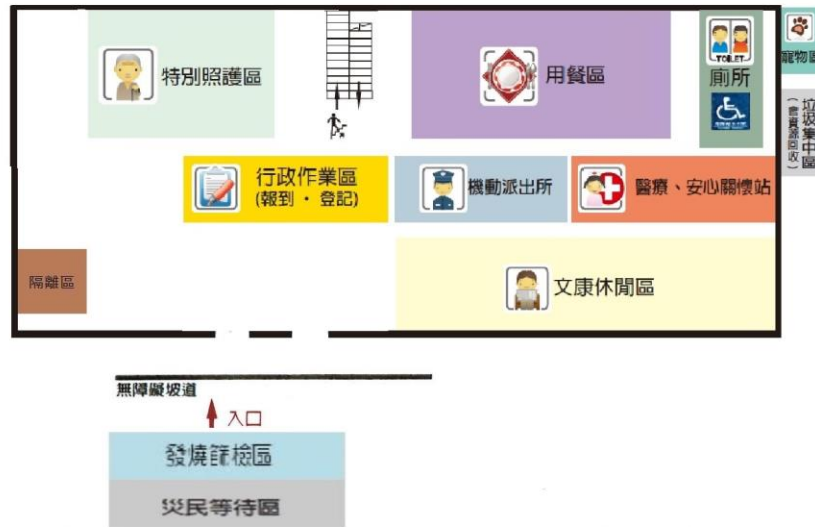 特別照護區
用餐區
TOILET
廁所
寵物區
垃圾集中區
(含資源回收)
行政作業區
(報到 · 登記)
機動派出所
醫療、安心關懷站
隔離區
文康休閒區
無障礙坡道
入口
發燒篩檢區
災民等待區